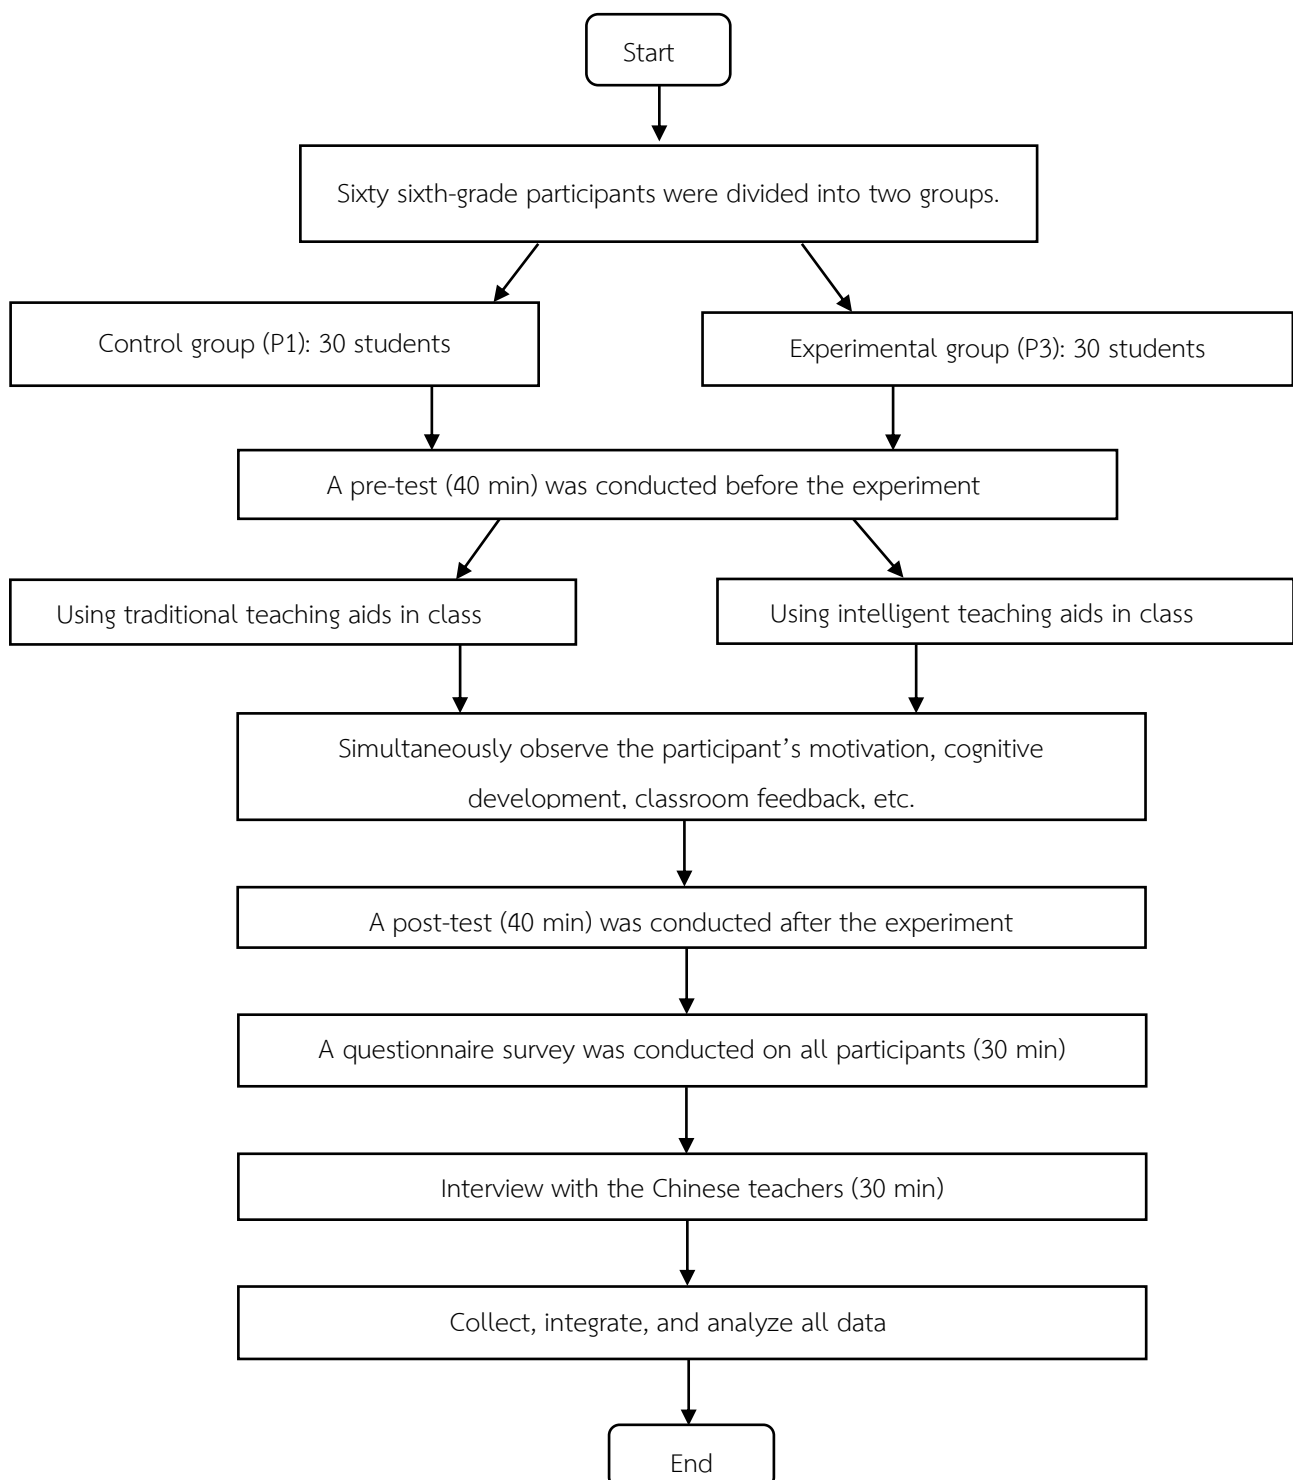 Start
Sixty sixth-grade participants were divided into two groups.
Control group (P1): 30 students
Experimental group (P3): 30 students
A pre-test (40 min) was conducted before the experiment
Using traditional teaching aids in class
Using intelligent teaching aids in class
Simultaneously observe the participant’s motivation, cognitive
development, classroom feedback, etc.
A post-test (40 min) was conducted after the experiment
A questionnaire survey was conducted on all participants (30 min)
Interview with the Chinese teachers (30 min)
Collect, integrate, and analyze all data
End